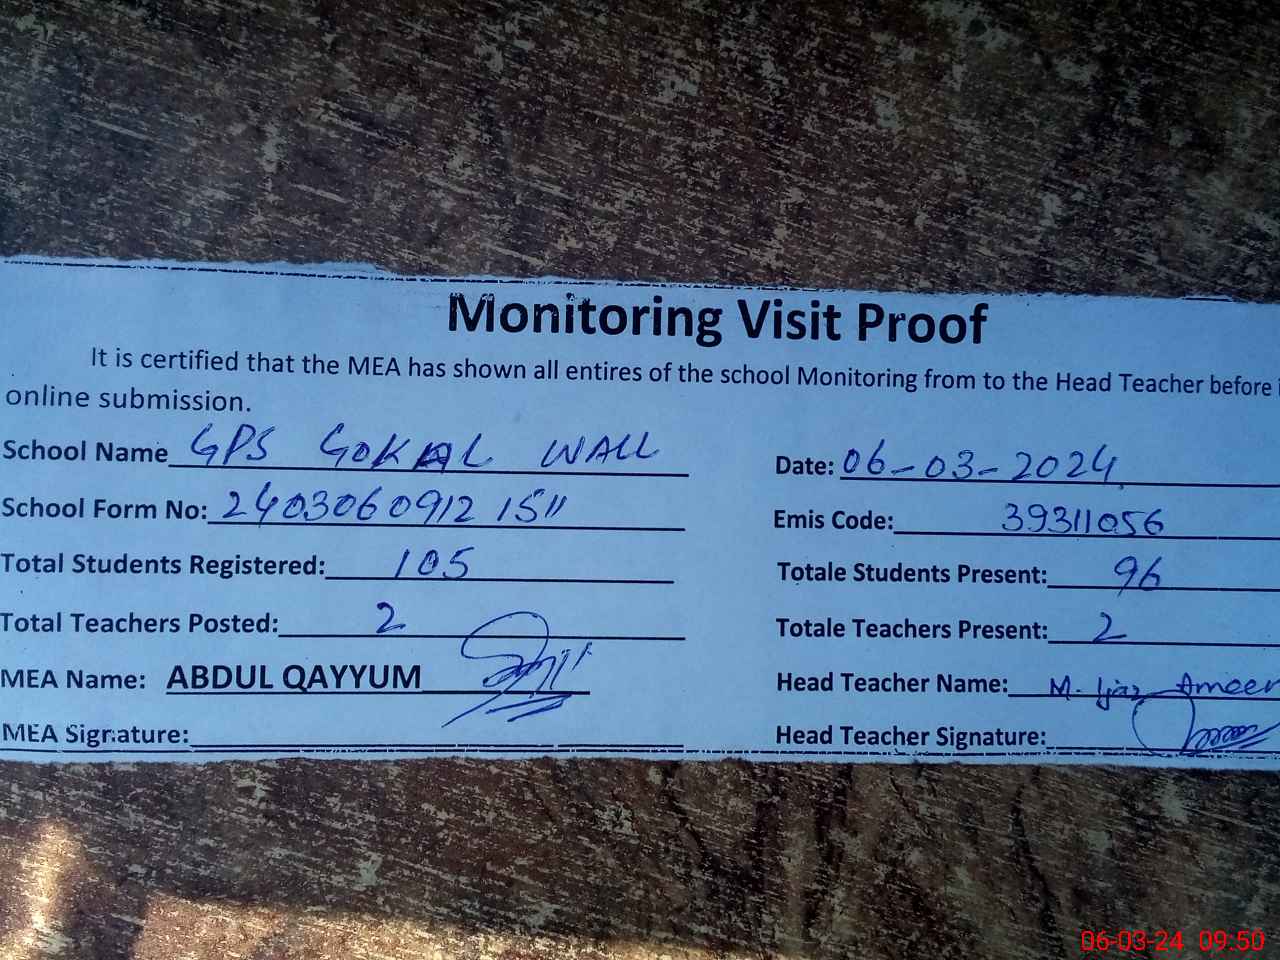 Monitoring Visit Proof
It is certified that the MEA has shown all entires of the school Monitoring from to the Head Teacher before
online submission.
School Name GPS GOKAL WALL Date: 06-03-2024
School Form No: 2403060912 1511 Emis Code: 39311056
Total Students Registered: 105 Totale Students Present: 96
Total Teachers Posted: 2 Totale Teachers Present: 2
MEA Name: ABDUL QAYYUM Head Teacher Name: M. Ijaz Ameer
MEA Signature: Head Teacher Signature:
06-03-24 09:50